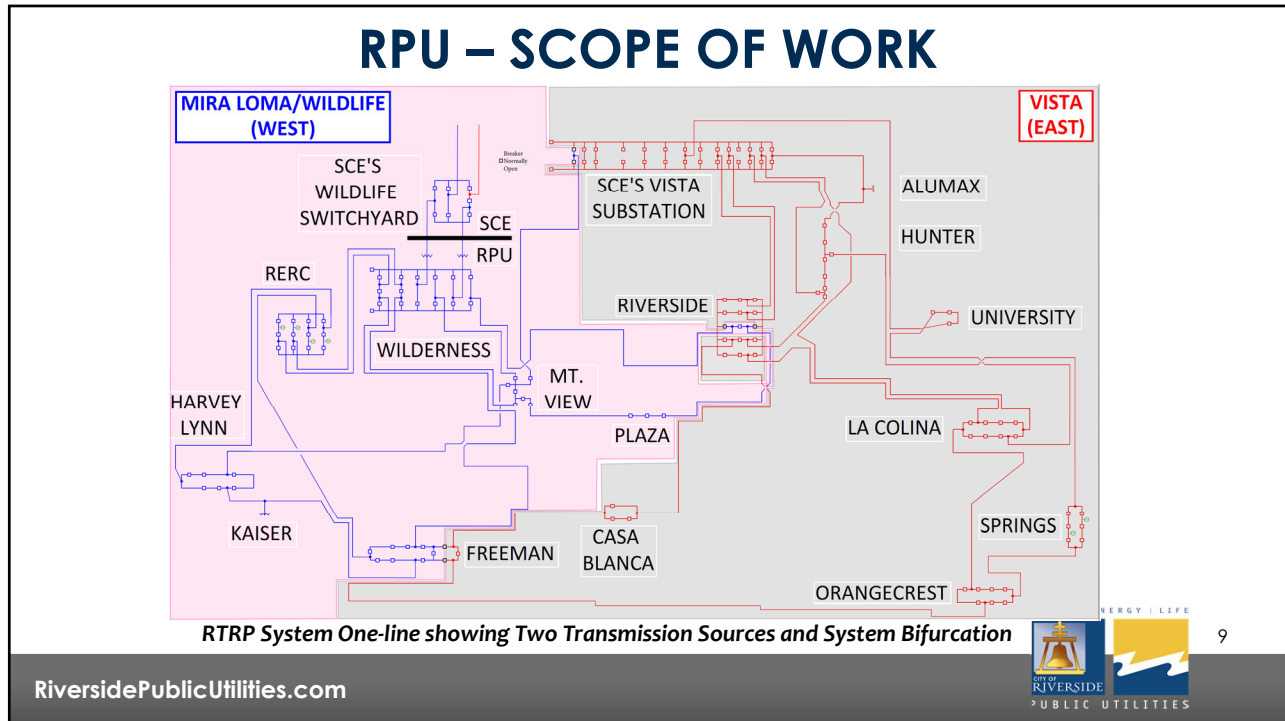 RPU – SCOPE OF WORK
MIRA LOMA/WILDLIFE
(WEST)
VISTA
(EAST)
Breaker
Normally
Open
SCE'S
WILDLIFE
SWITCHYARD
SCE
RPU
SCE'S VISTA
SUBSTATION
ALUMAX
HUNTER
RERC
RIVERSIDE
UNIVERSITY
WILDERNESS
MT.
VIEW
HARVEY
LYNN
PLAZA
LA COLINA
KAISER
FREEMAN
CASA
BLANCA
SPRINGS
ORANGECREST
RTRP System One-line showing Two Transmission Sources and System Bifurcation
NERGY | LIFE
CITY OF
RIVERSIDE
PUBLIC UTILITIES
9
RiversidePublicUtilities.com